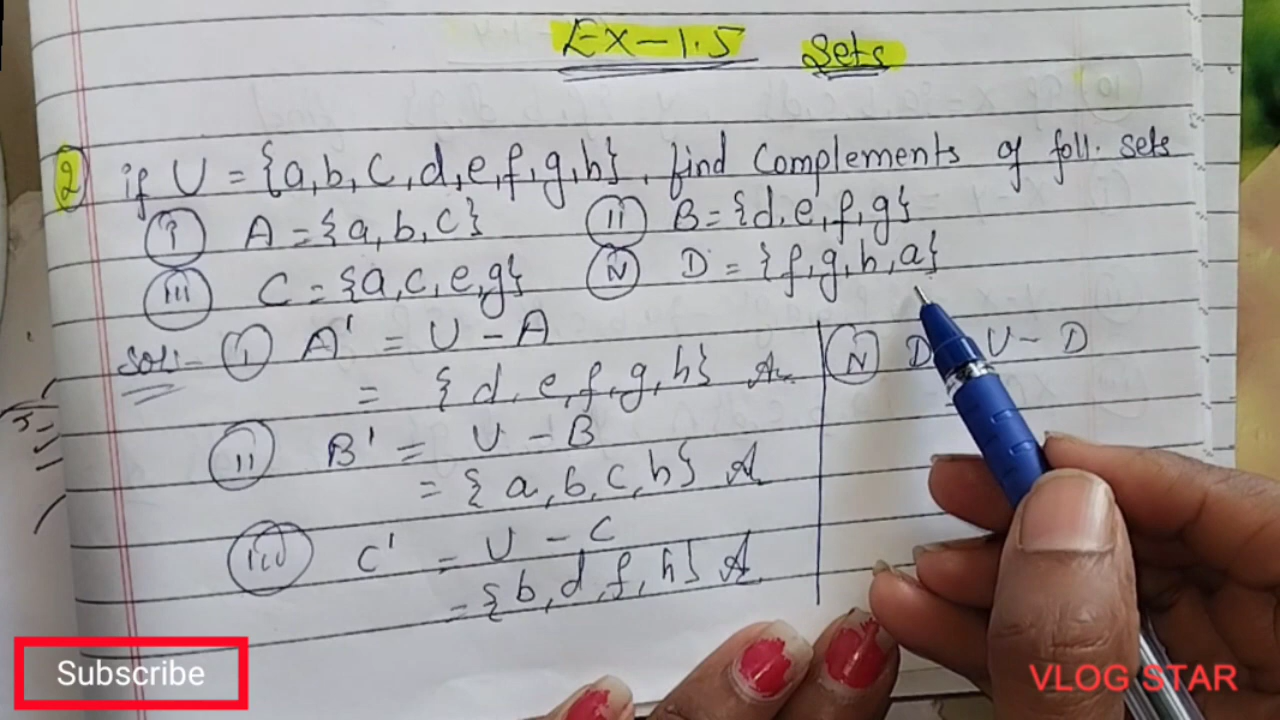 Ex-1.5 Sets
2 if U = {a,b,c,d,e,f,g,h}, find Complements of foll. sets
(i) A = {a,b,c} (ii) B = {d,e,f,g}
(iii) C = {a,c,e,g} (iv) D = {f,g,h,a}
Sol:- (i) A' = U - A
= {d,e,f,g,h} A
(ii) B' = U - B
= {a,b,c,h} A
(iii) C' = U - C
= {b,d,f,h} A
(iv) D U - D
Subscribe
VLOG STAR